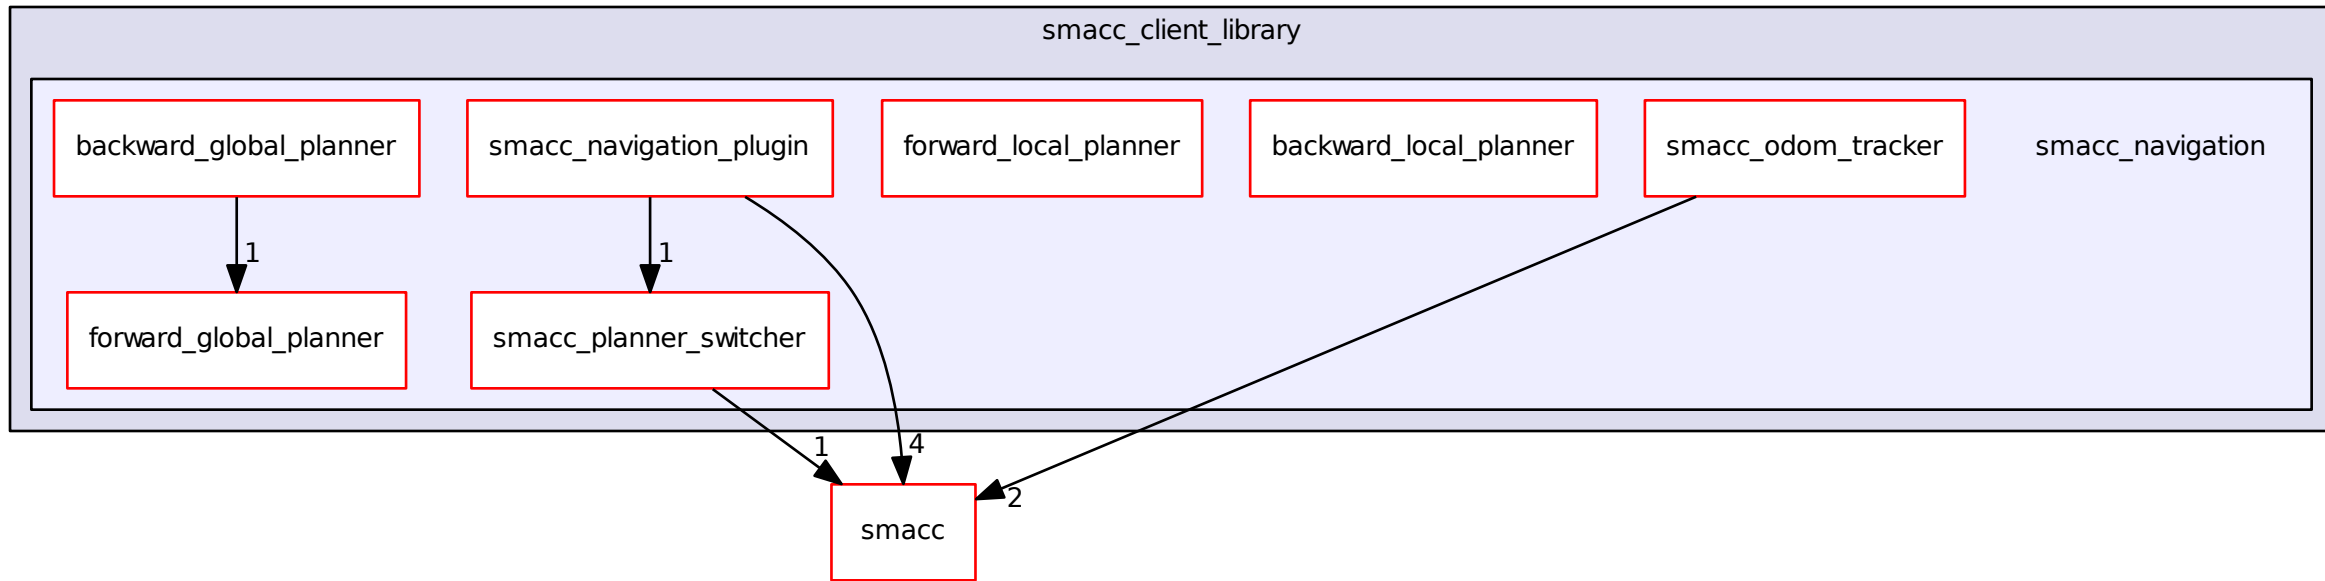 smacc_client_library
backward_global_planner
smacc_navigation_plugin
forward_local_planner
backward_local_planner
smacc_odom_tracker
smacc_navigation
1
1
forward_global_planner
smacc_planner_switcher
1
4
2
smacc